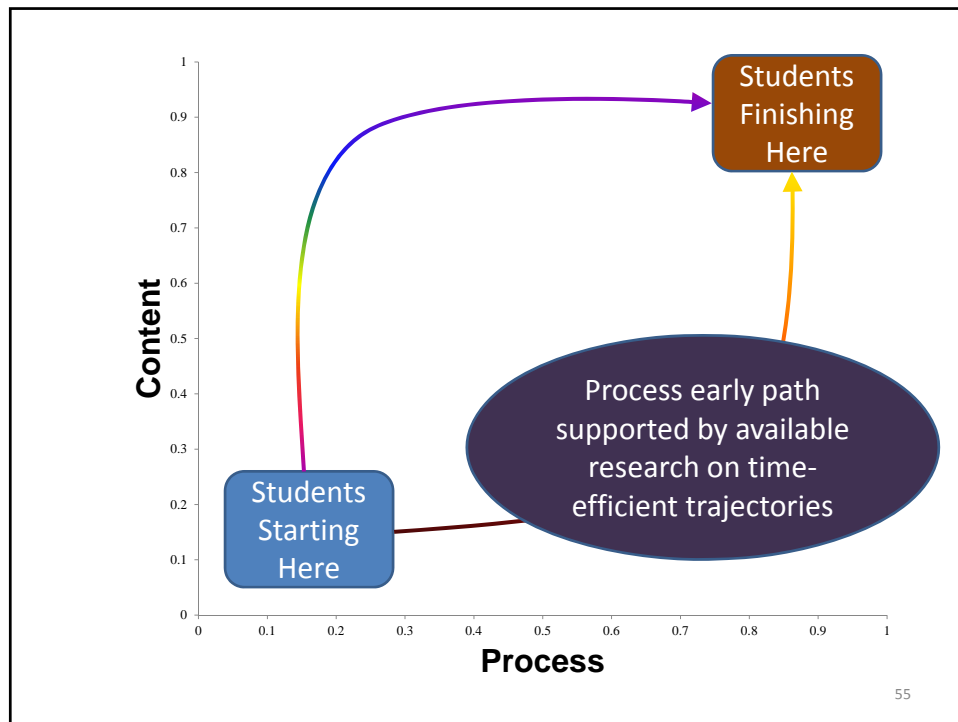 1
0.9
0.8
0.7
0.6
0.5
0.4
0.3
0.2
0.1
0
Content
Students
Finishing
Here
Process early path
supported by available
research on time-
efficient trajectories
Students
Starting
Here
0 0.1 0.2 0.3 0.4 0.5 0.6 0.7 0.8 0.9 1
Process
55